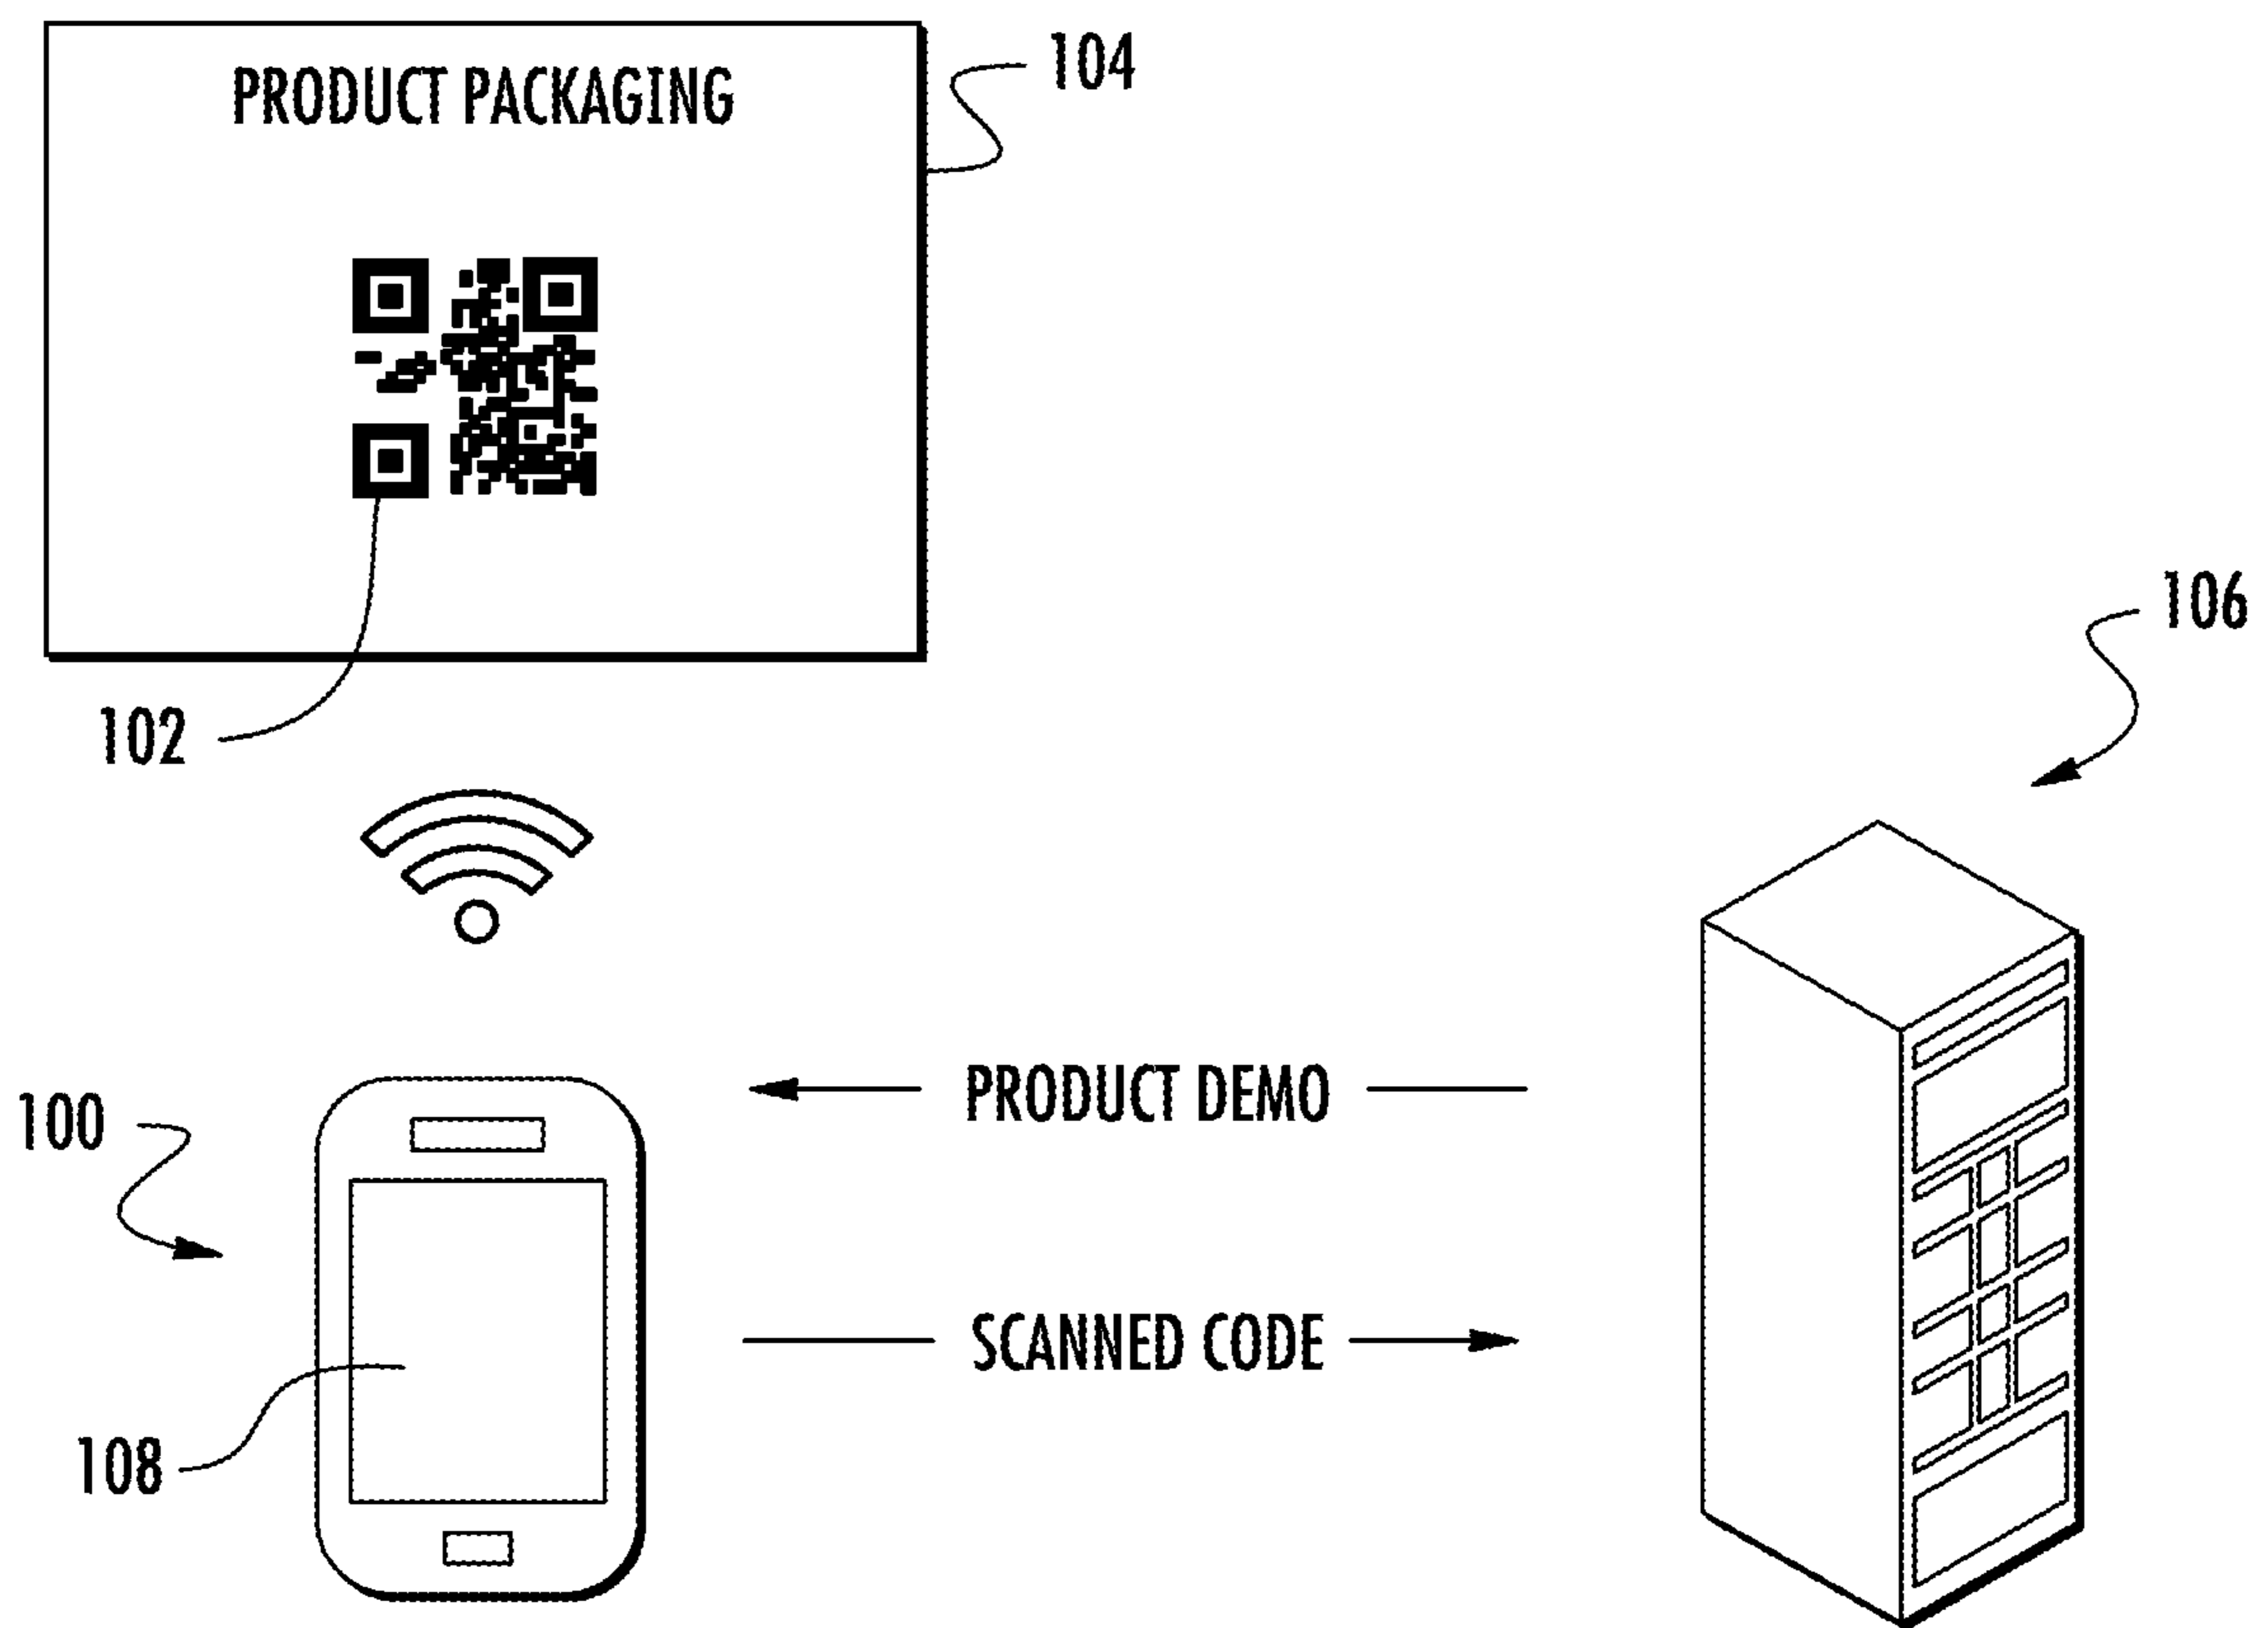 PRODUCT PACKAGING
104
102
106
PRODUCT DEMO
100
SCANNED CODE
108